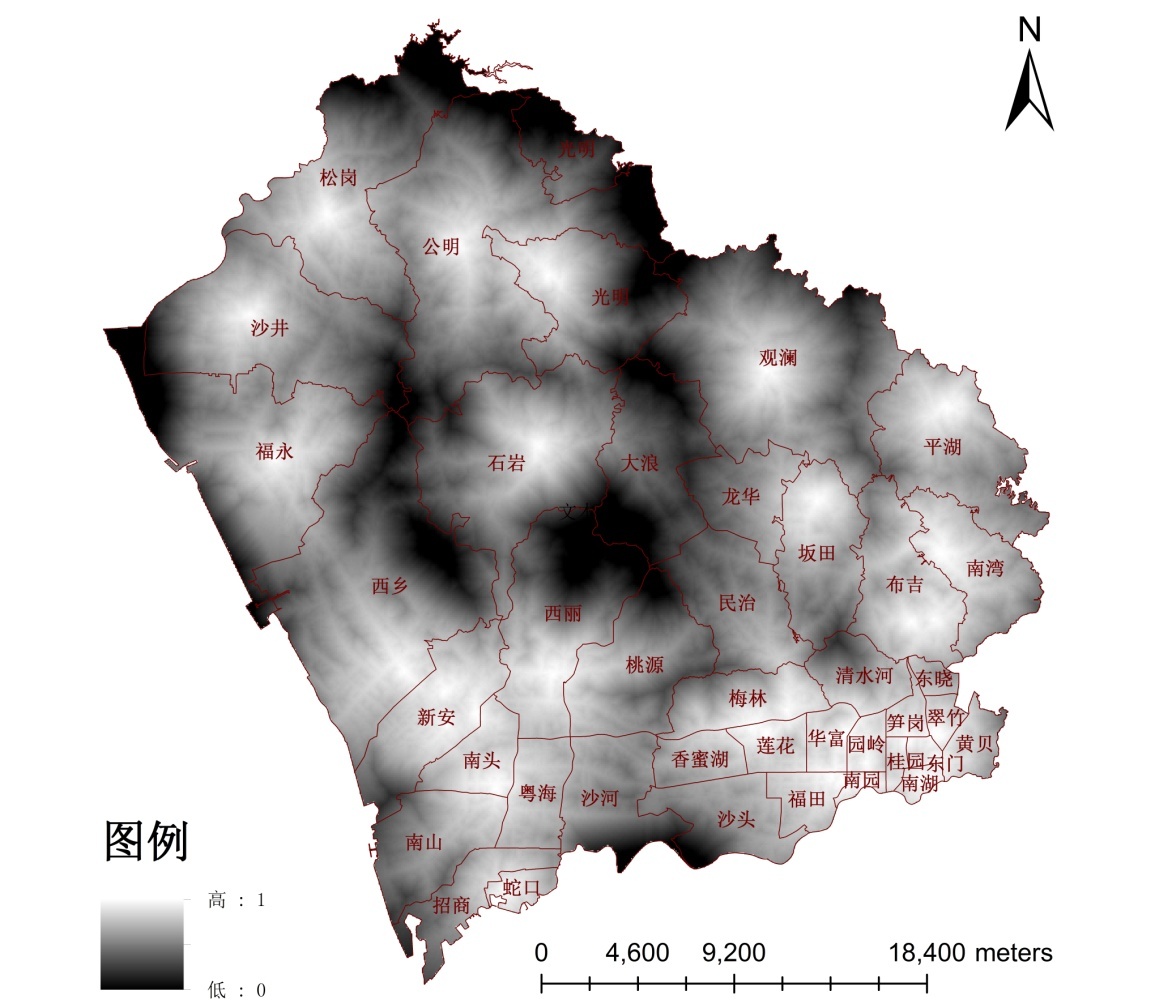 N
光明
松岗
公明
光明
沙井
观澜
平湖
福永
石岩
大浪
龙华
坂田
南湾
西乡
布吉
民治
西丽
桃源
清水河
东晓
梅林
新安
笋岗
翠竹
华富
园岭
莲花
黄贝
南头
香蜜湖
桂园
东门
南园
南湖
粤海
沙河
福田
沙头
南山
蛇口
招商
图例
高 : 1
低 : 0
0 4,600 9,200 18,400 meters